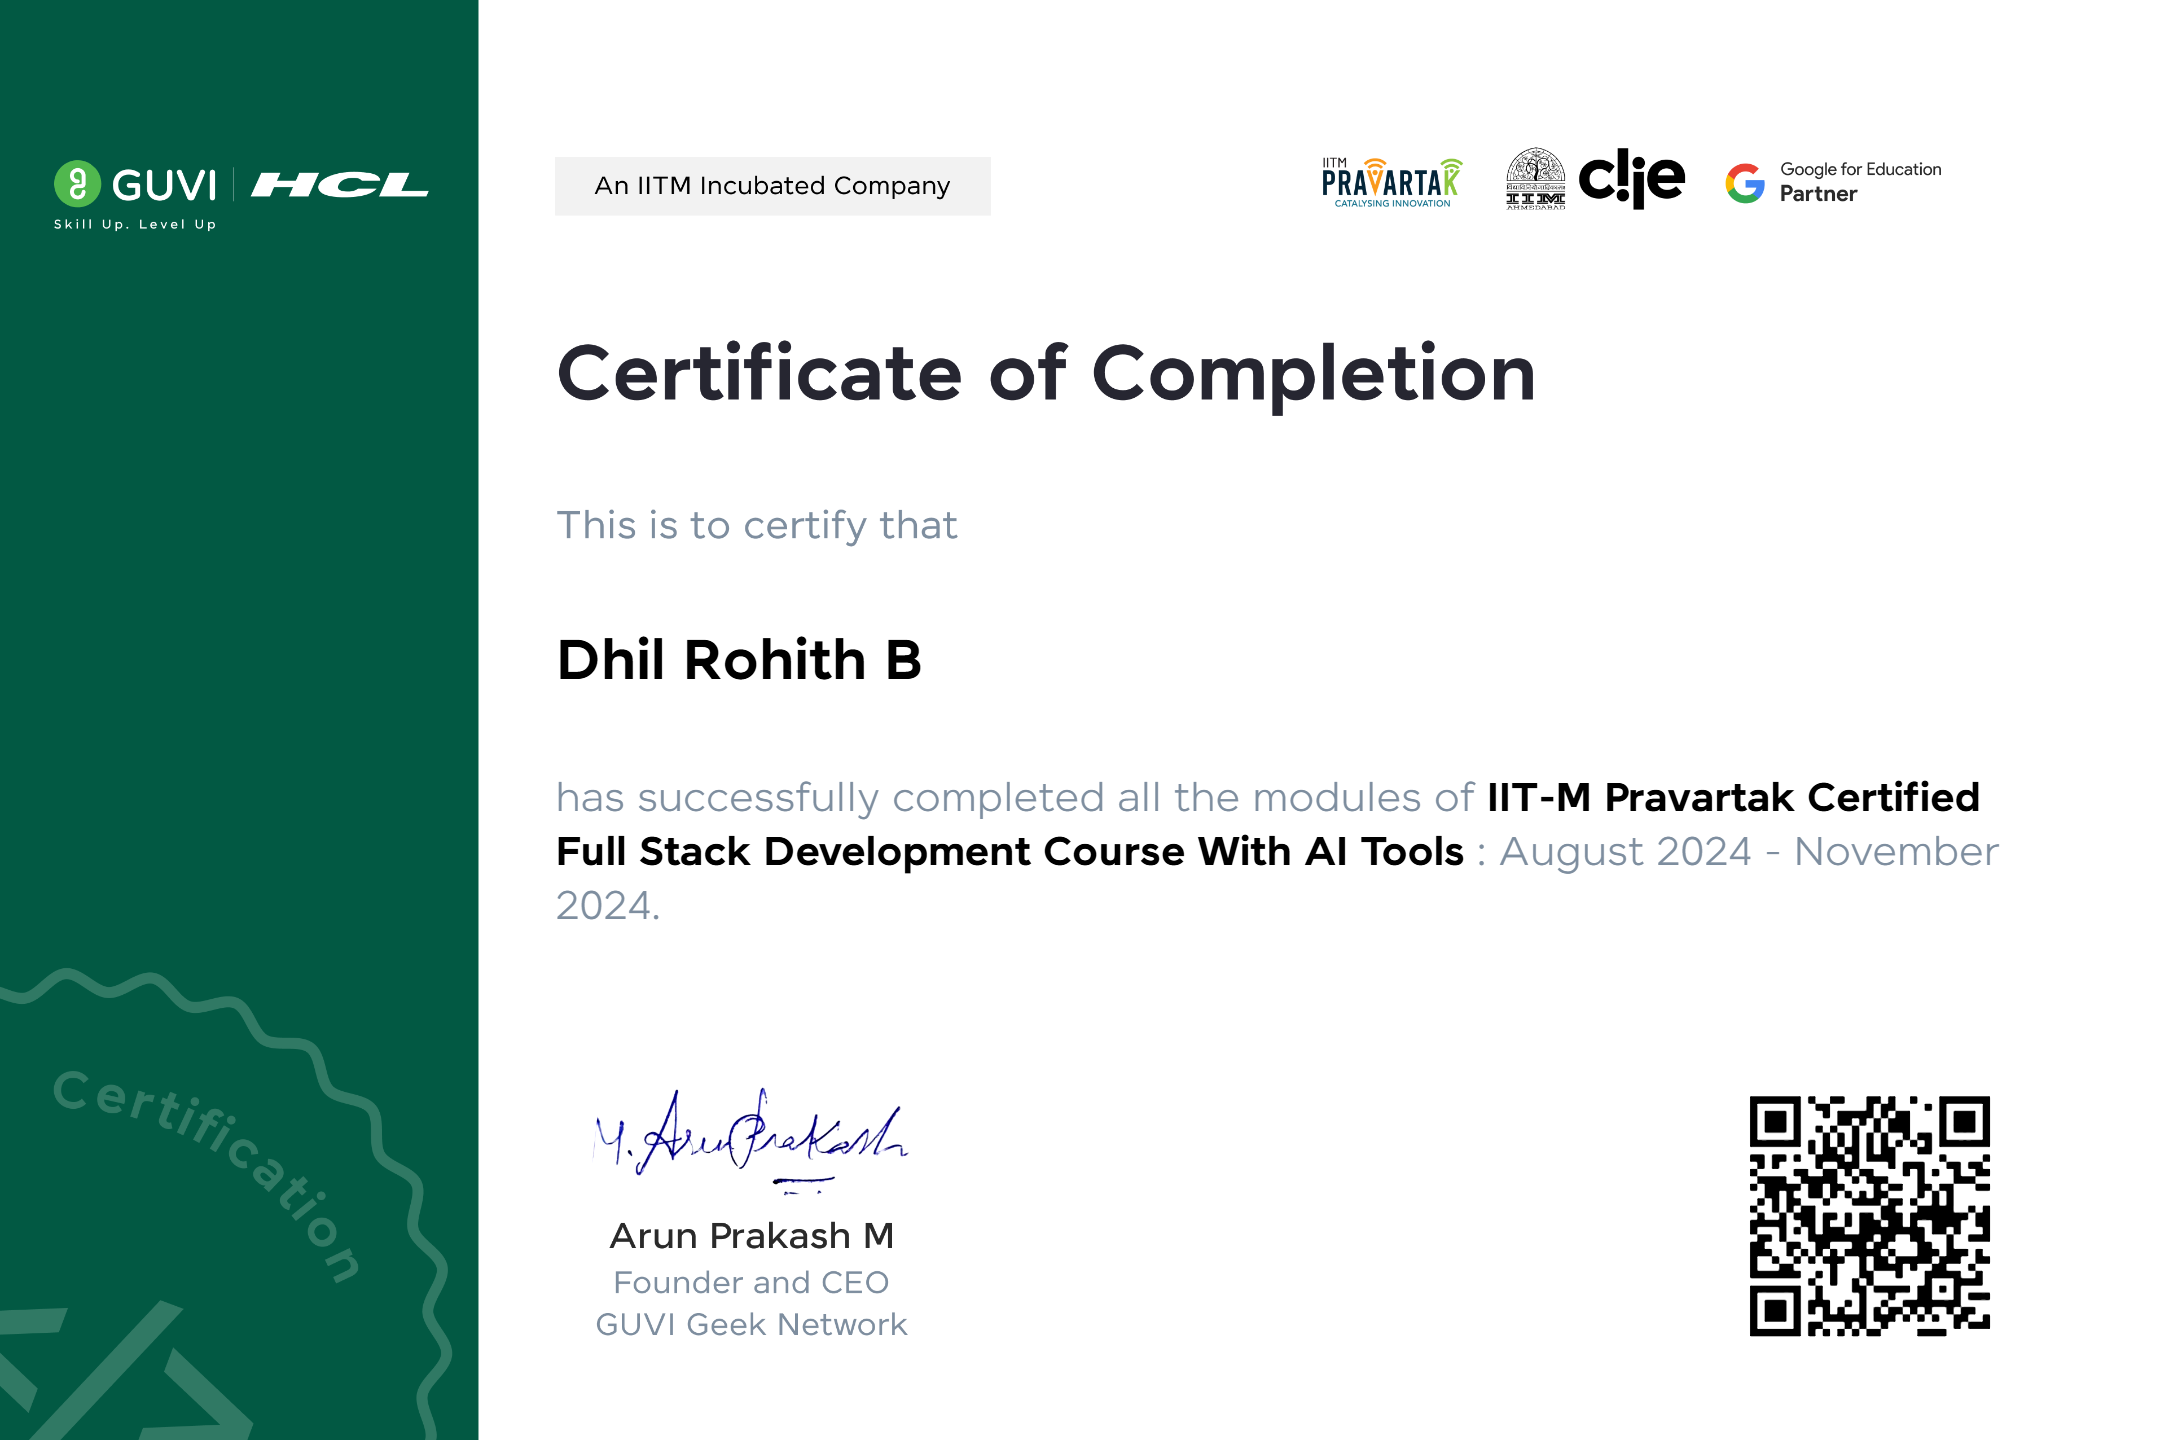 GUVI
HCL
Skill Up. Level Up
An IITM Incubated Company
IITM
PRAVARTAK
CATALYSING INNOVATION
IIM
AHMEDABAD
c!ie
Google for Education
Partner
Certificate of Completion
This is to certify that
Dhil Rohith B
has successfully completed all the modules of IIT-M Pravartak Certified
Full Stack Development Course With AI Tools : August 2024 - November
2024.
M. Arun Prakash
Arun Prakash M
Founder and CEO
GUVI Geek Network
Certification